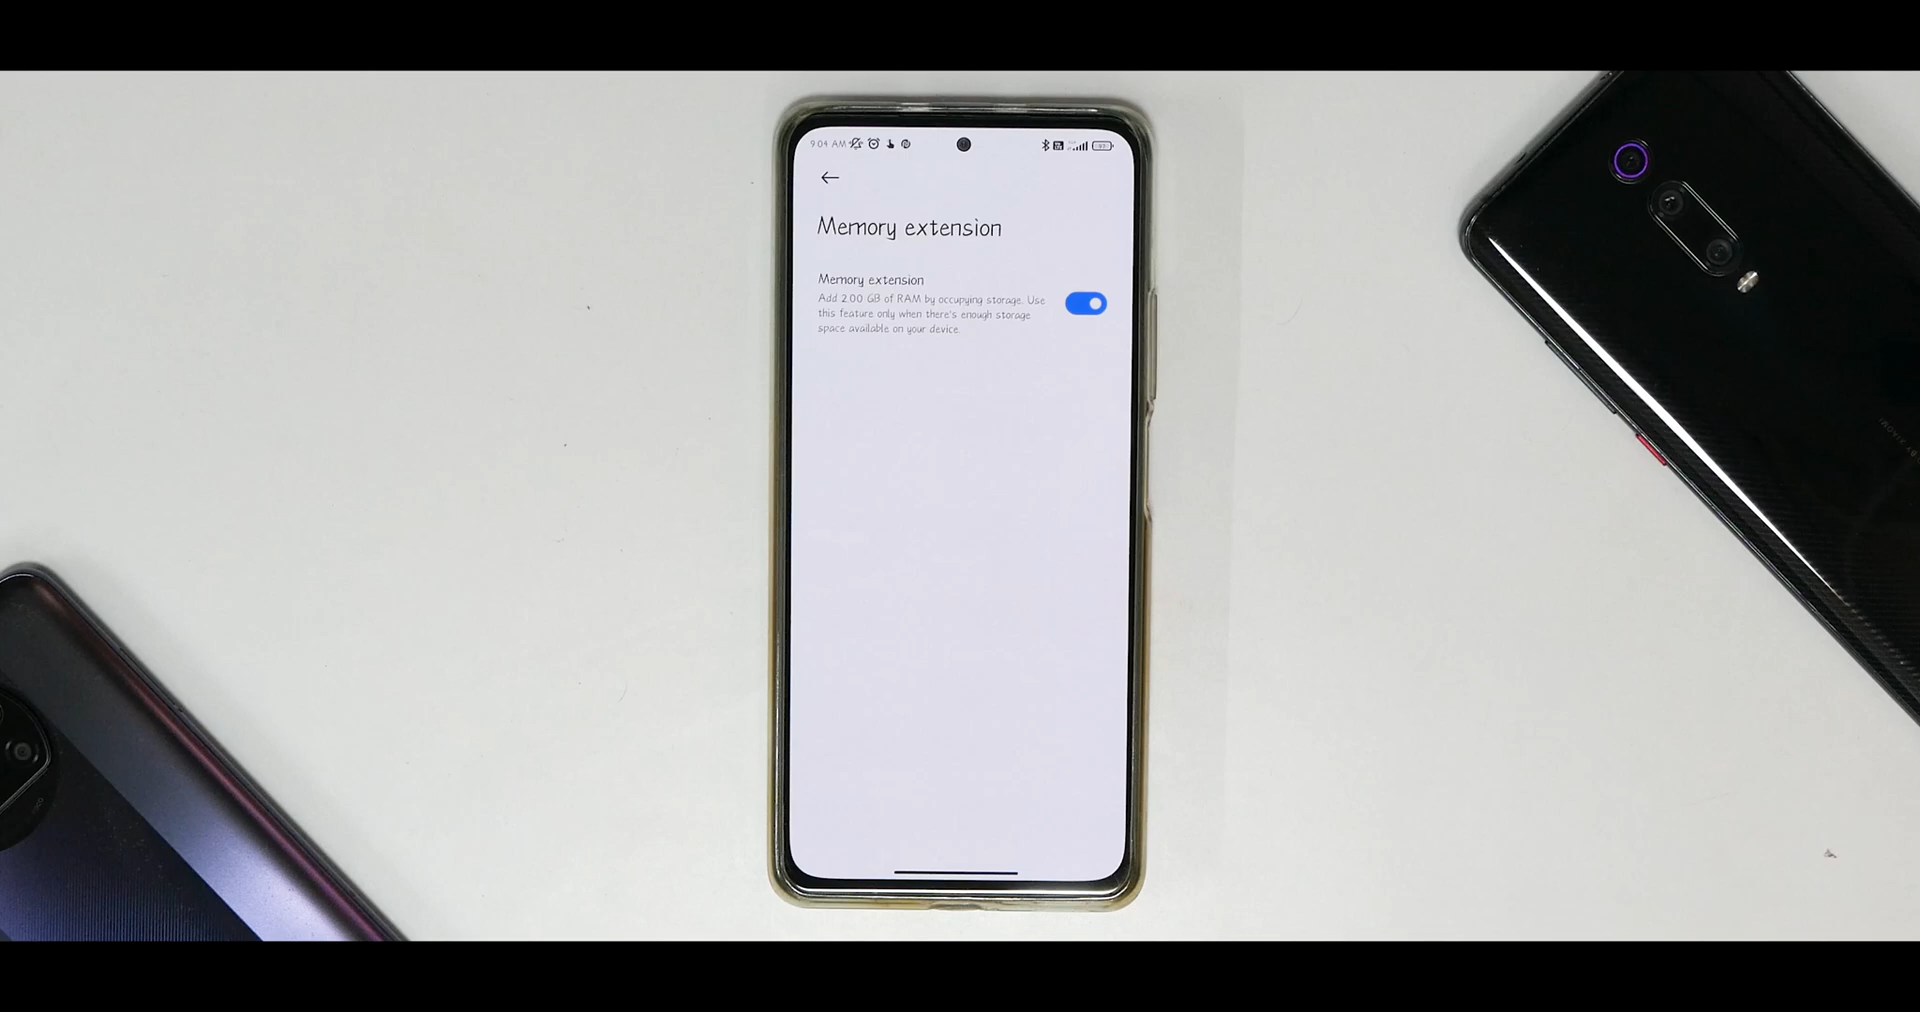 9:04 AM
Memory extension
Memory extension
Add 2.00 GB of RAM by occupying storage. Use
this feature only when there's enough storage
space available on your device.